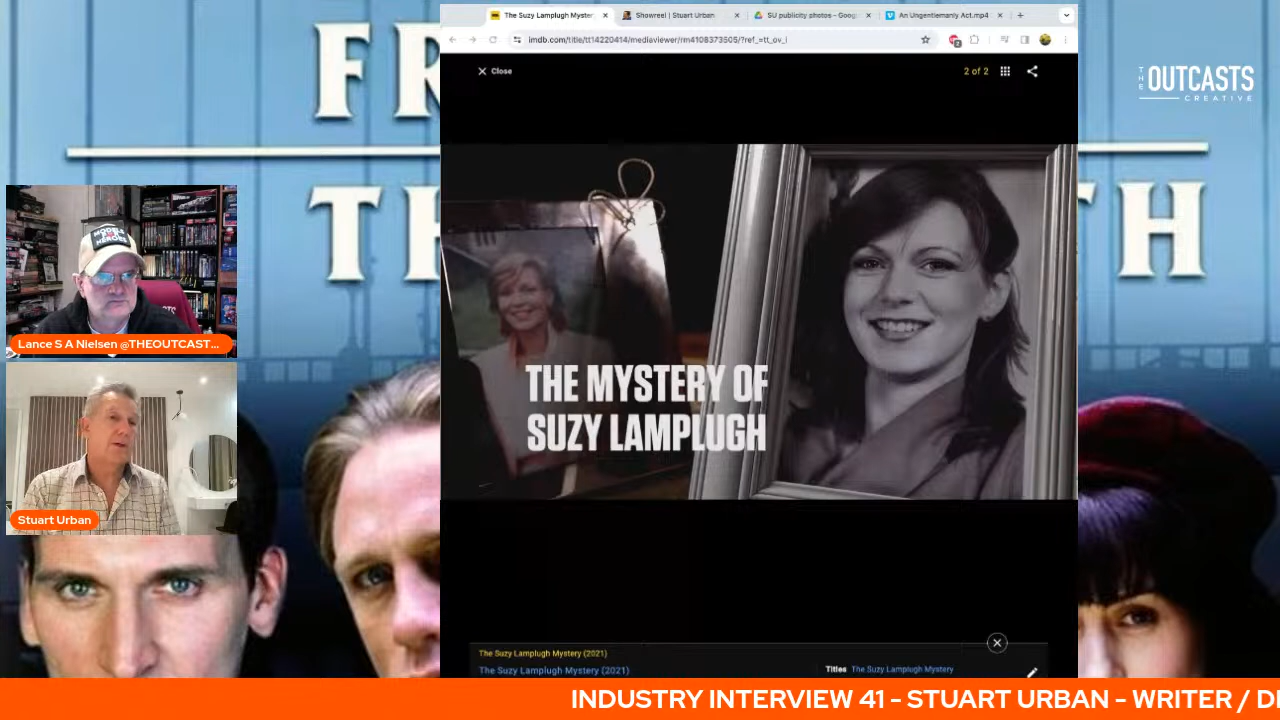 The Suzy Lamplugh Myster
Showreel | Stuart Urban
SU publicity photos - Goog
An Ungentlemanly Act.mp4
imdb.com/title/tt14220414/mediaviewer/rm4108373505/?ref_=tt_ov_i
Close
2 of 2
THE OUTCASTS
CREATIVE
FR
TH
TH
THE MYSTERY OF
SUZY LAMPLUGH
Lance S A Nielsen @THEOUTCAST...
Stuart Urban
The Suzy Lamplugh Mystery (2021)
The Suzy Lamplugh Mystery (2021)
Titles The Suzy Lamplugh Mystery
INDUSTRY INTERVIEW 41 - STUART URBAN - WRITER / DI